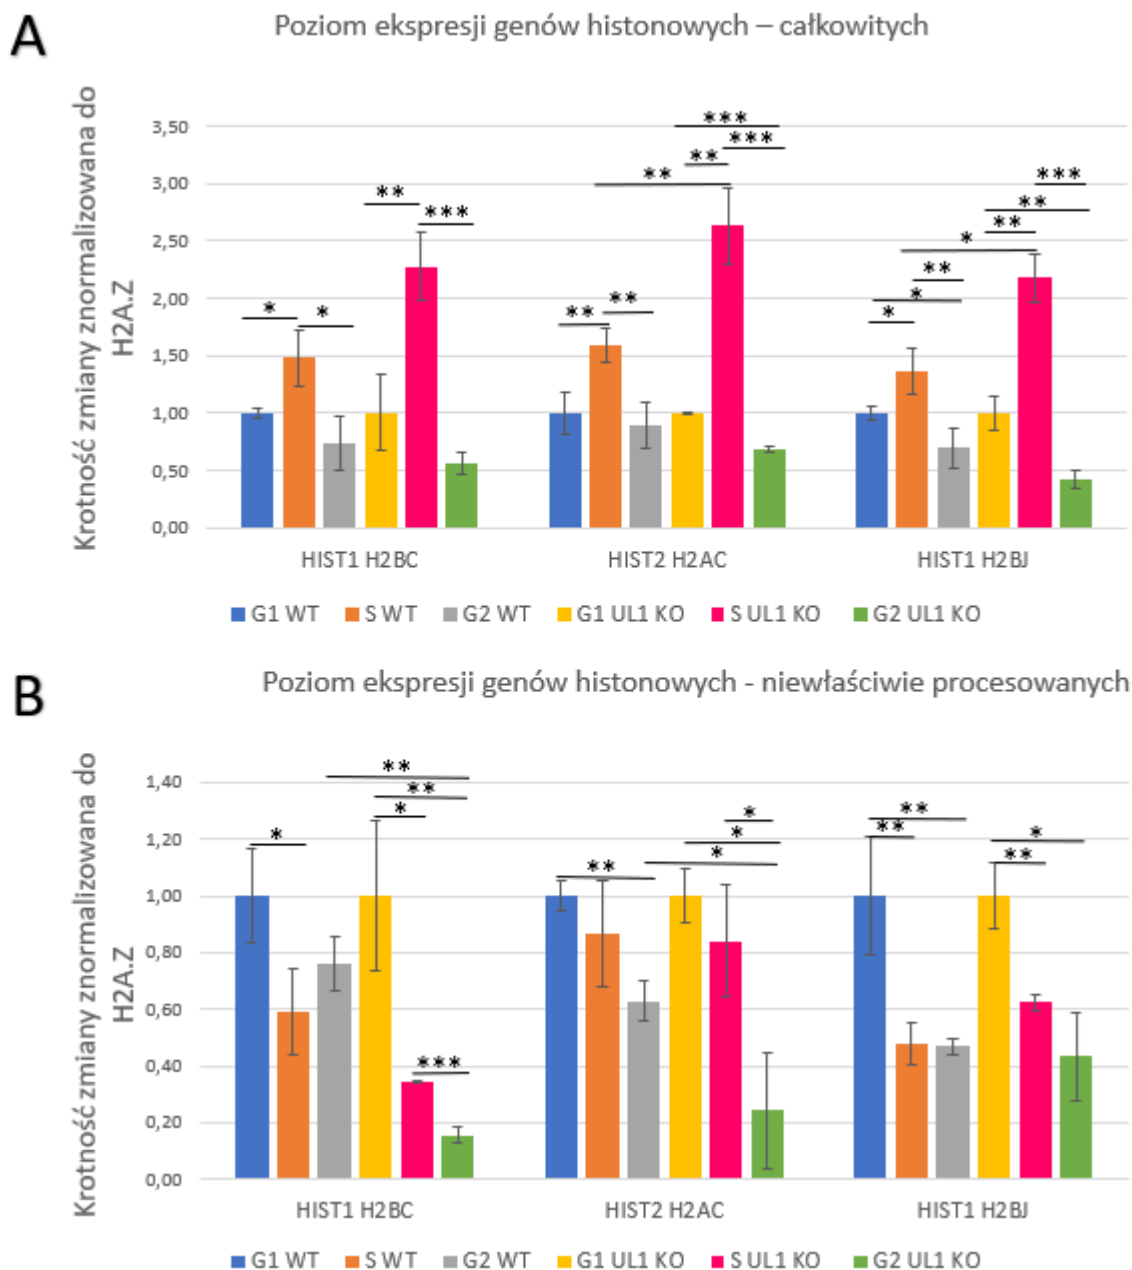 A
Poziom ekspresji genów histonowych – całkowitych
Krotność zmiany znormalizowana do
H2A.Z
3,50
3,00
2,50
2,00
1,50
1,00
0,50
0,00
***
***
**
**
**
***
***
**
**
*
**
*
*
*
**
**
*
HIST1 H2BC
HIST2 H2AC
HIST1 H2BJ
G1 WT S WT G2 WT G1 UL1 KO S UL1 KO G2 UL1 KO
B
Poziom ekspresji genów histonowych - niewłaściwie procesowanych
Krotność zmiany znormalizowana do
H2A.Z
1,40
1,20
1,00
0,80
0,60
0,40
0,20
0,00
*
**
**
*
***
**
*
*
*
**
**
*
**
HIST1 H2BC
HIST2 H2AC
HIST1 H2BJ
G1 WT S WT G2 WT G1 UL1 KO S UL1 KO G2 UL1 KO